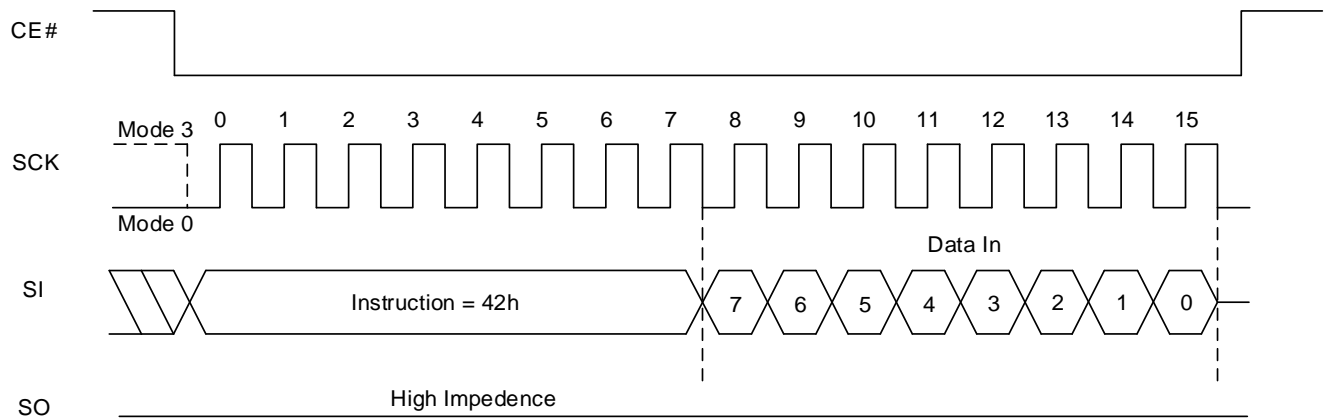 CE#
0 1 2 3 4 5 6 7 8 9 10 11 12 13 14 15
Mode 3
SCK
Mode 0
Data In
SI
Instruction = 42h
7 6 5 4 3 2 1 0
High Impedence
SO